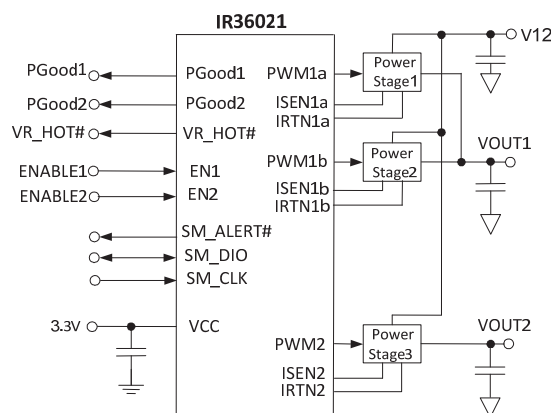 IR36021
PGood1
PGood1
PWM1a
Power
Stage1
V12
PGood2
PGood2
ISEN1a
IRTN1a
VR_HOT#
VR_HOT#
ENABLE1
EN1
PWM1b
Power
Stage2
VOUT1
ENABLE2
EN2
ISEN1b
IRTN1b
SM_ALERT#
SM_DIO
SM_CLK
3.3V
VCC
PWM2
Power
Stage3
VOUT2
ISEN2
IRTN2